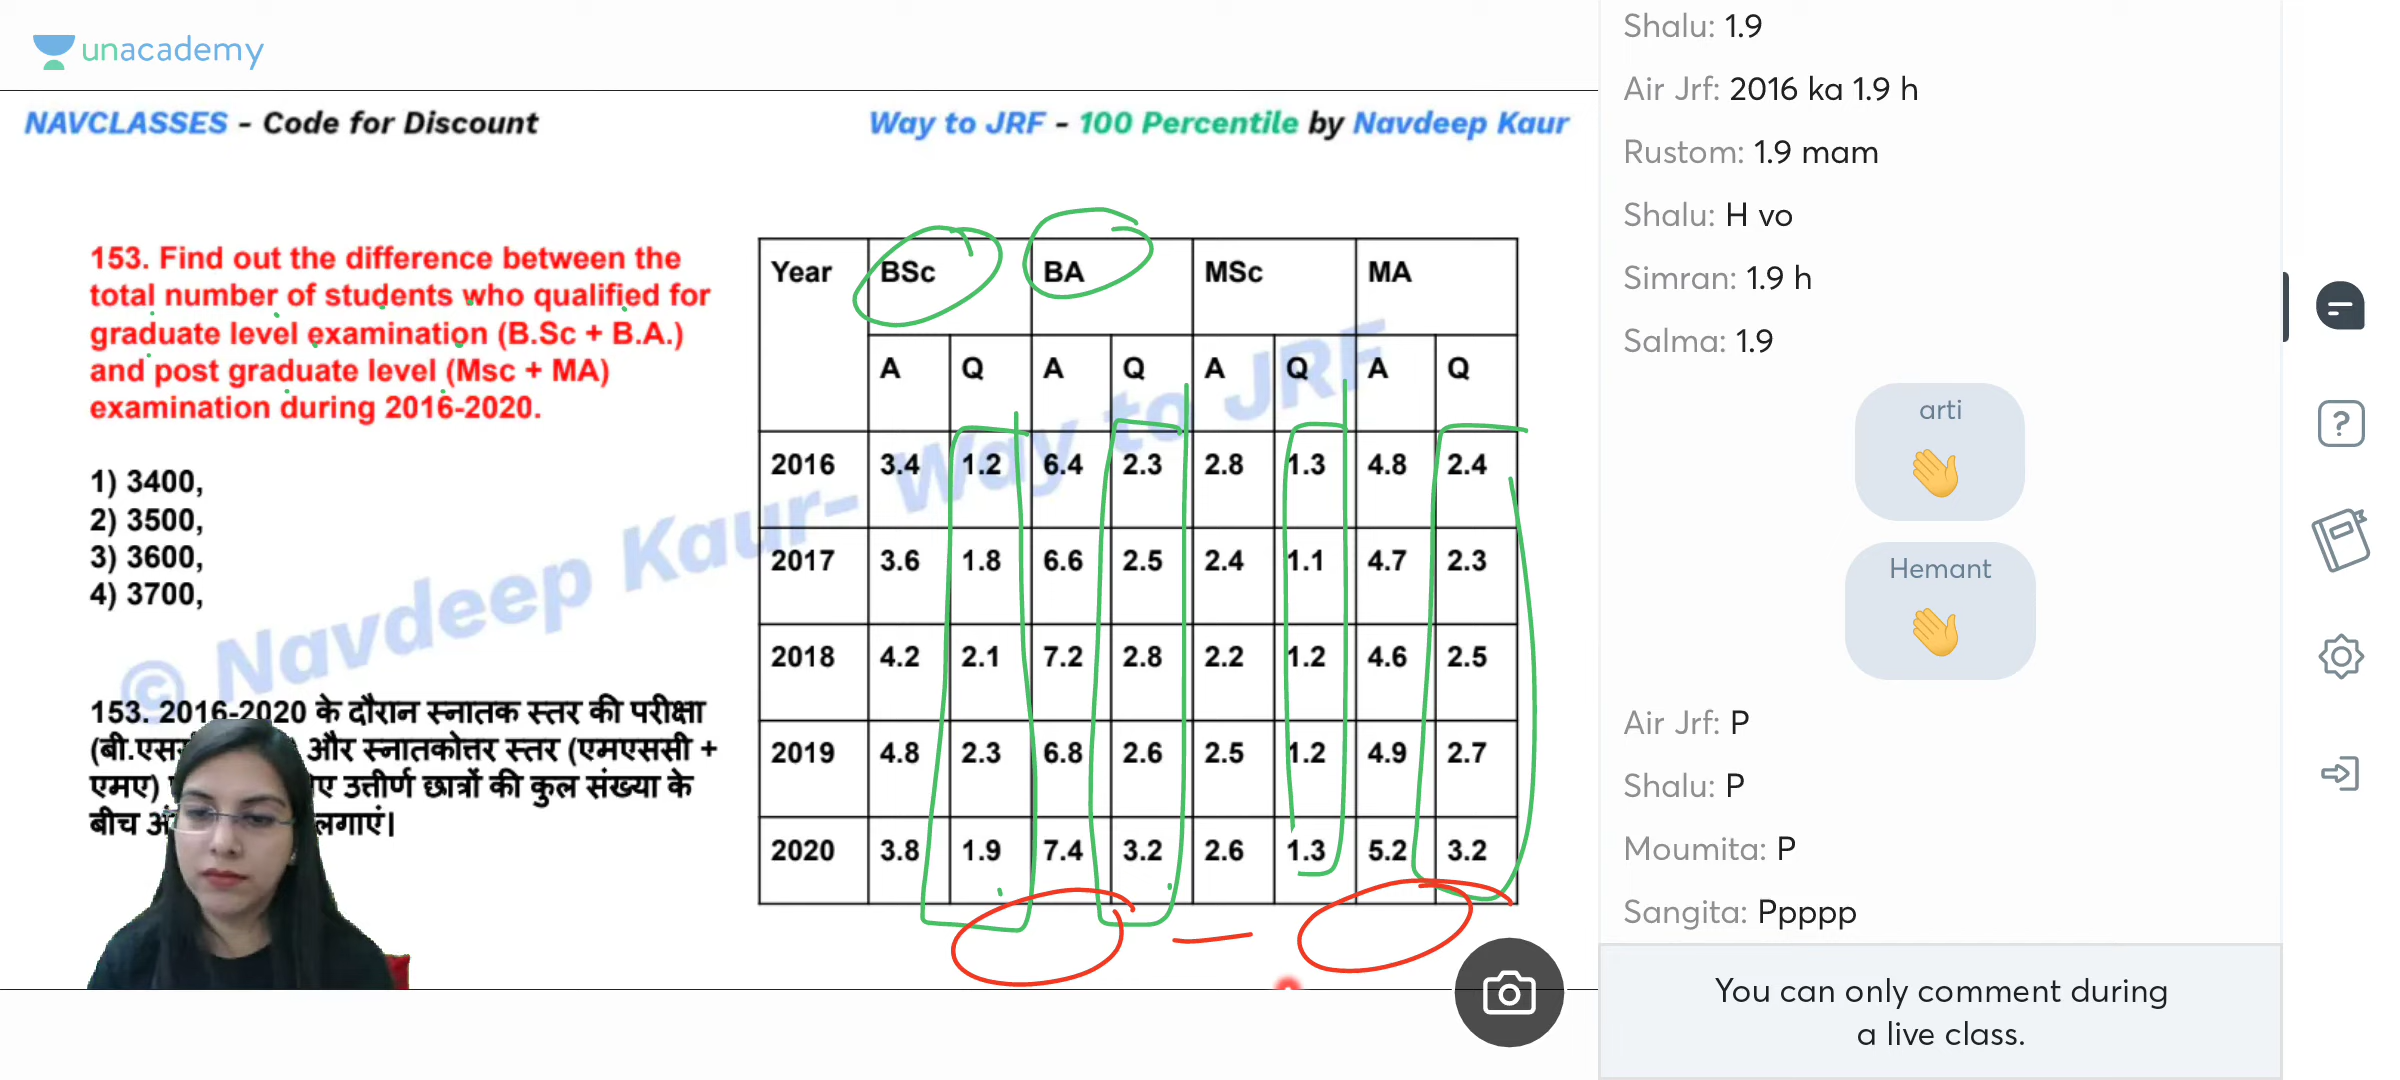 unacademy
NAVCLASSES - Code for Discount
Way to JRF - 100 Percentile by Navdeep Kaur
153. Find out the difference between the
total number of students who qualified for
graduate level examination (B.Sc + B.A.)
and post graduate level (Msc + MA)
examination during 2016-2020.
1) 3400,
2) 3500,
3) 3600,
4) 3700,
© Navdeep Kaur- Way to JRF
153. 2016-2020 के दौरान स्नातक स्तर की परीक्षा
(बी.एस और स्नातकोत्तर स्तर (एमएससी +
एमए) उत्तीर्ण छात्रों की कुल संख्या के
बीच लगाएं।
Year BSc BA MSc MA
A Q A Q A Q A Q
2016 3.4 1.2 6.4 2.3 2.8 1.3 4.8 2.4
2017 3.6 1.8 6.6 2.5 2.4 1.1 4.7 2.3
2018 4.2 2.1 7.2 2.8 2.2 1.2 4.6 2.5
2019 4.8 2.3 6.8 2.6 2.5 1.2 4.9 2.7
2020 3.8 1.9 7.4 3.2 2.6 1.3 5.2 3.2
Shalu: 1.9
Air Jrf: 2016 ka 1.9 h
Rustom: 1.9 mam
Shalu: H vo
Simran: 1.9 h
Salma: 1.9
arti
Hemant
Air Jrf: P
Shalu: P
Moumita: P
Sangita: Ppppp
You can only comment during
a live class.